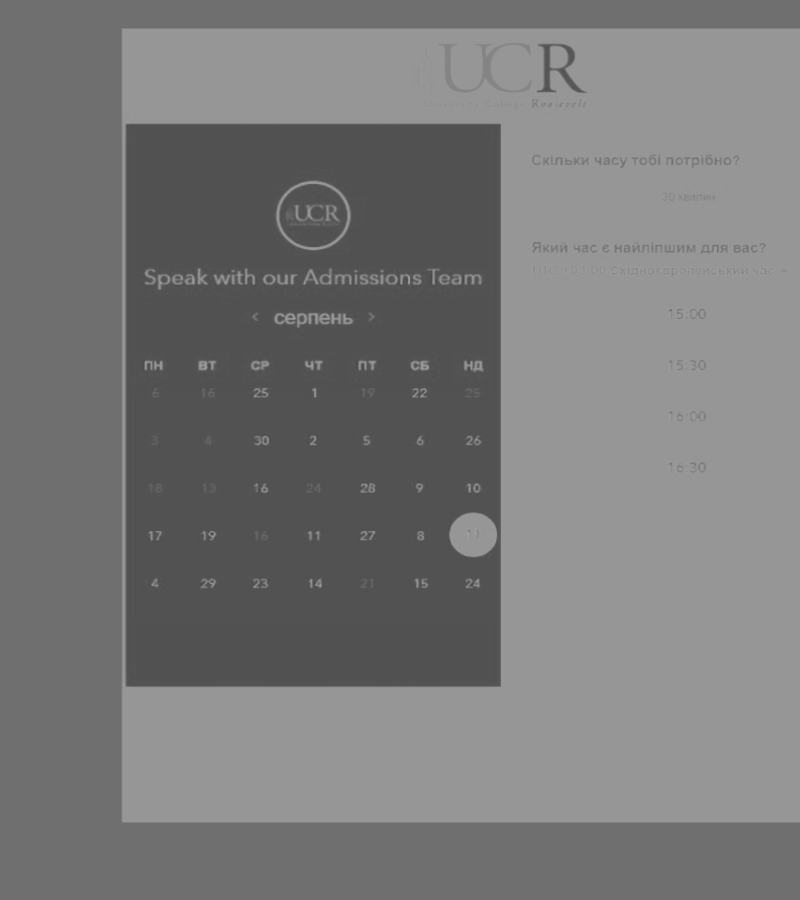 UCR
University College Roosevelt
UCR
Speak with our Admissions Team
< серпень >
ПН ВТ СР ЧТ ПТ СБ НД
6 16 25 1 19 22 25
3 4 30 2 5 6 26
18 13 16 24 28 9 10
17 19 16 11 27 8 11
4 29 23 14 21 15 24
Скільки часу тобі потрібно?
30 хвилин
Який час є найліпшим для вас?
Східноєвропейський час
15:00
15:30
16:00
16:30